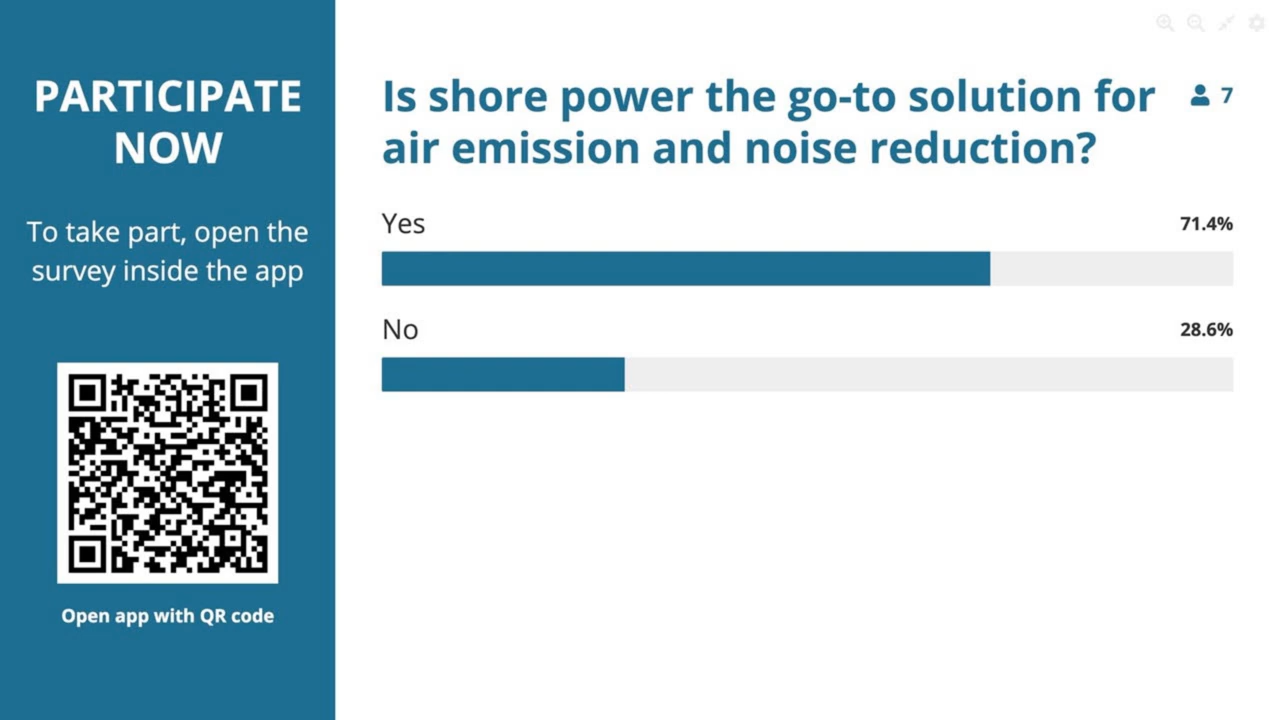 PARTICIPATE
NOW
To take part, open the
survey inside the app
Open app with QR code
Is shore power the go-to solution for
air emission and noise reduction?
7
Yes
71.4%
No
28.6%